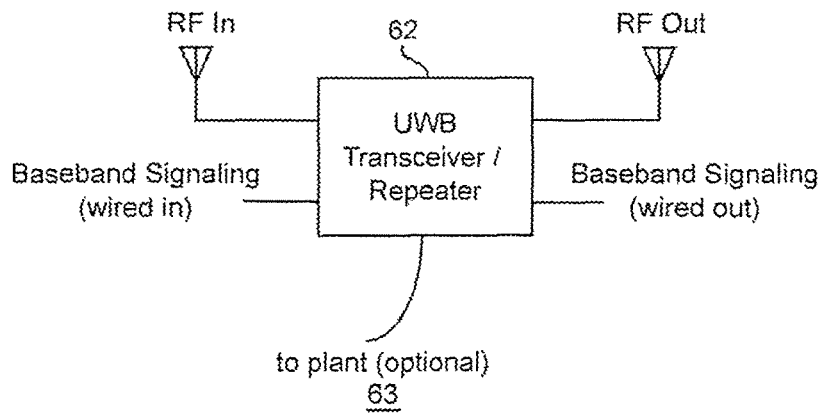 RF In
62
RF Out
UWB
Transceiver /
Repeater
Baseband Signaling
(wired in)
Baseband Signaling
(wired out)
to plant (optional)
63